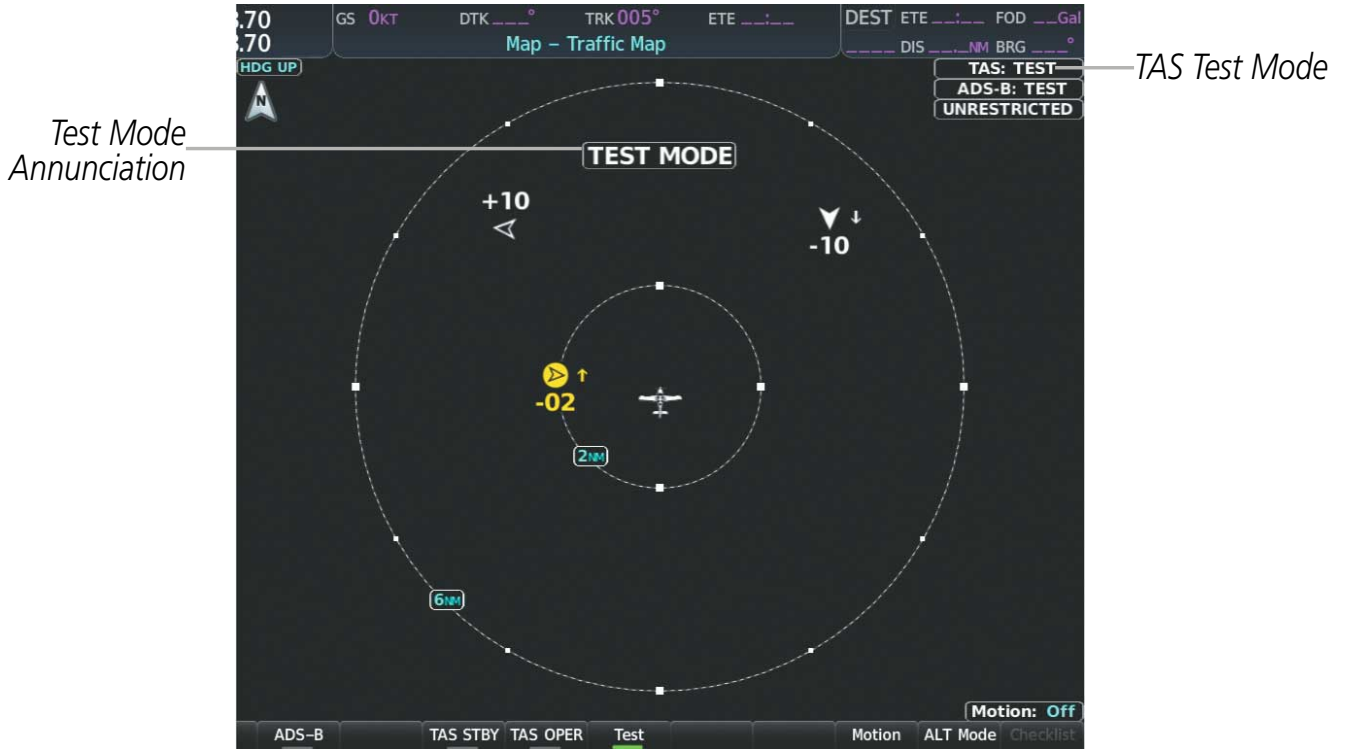 .70 GS 0KT DTK ___° TRK 005° ETE __:__ DEST ETE __:__ FOD __Gal
.70 Map – Traffic Map ____ DIS __._NM BRG ___°
HDG UP
TAS: TEST
TAS Test Mode
N
ADS-B: TEST
UNRESTRICTED
Test Mode
Annunciation
TEST MODE
+10
-10
-02
2NM
6NM
Motion: Off
ADS-B TAS STBY TAS OPER Test Motion ALT Mode Checklist